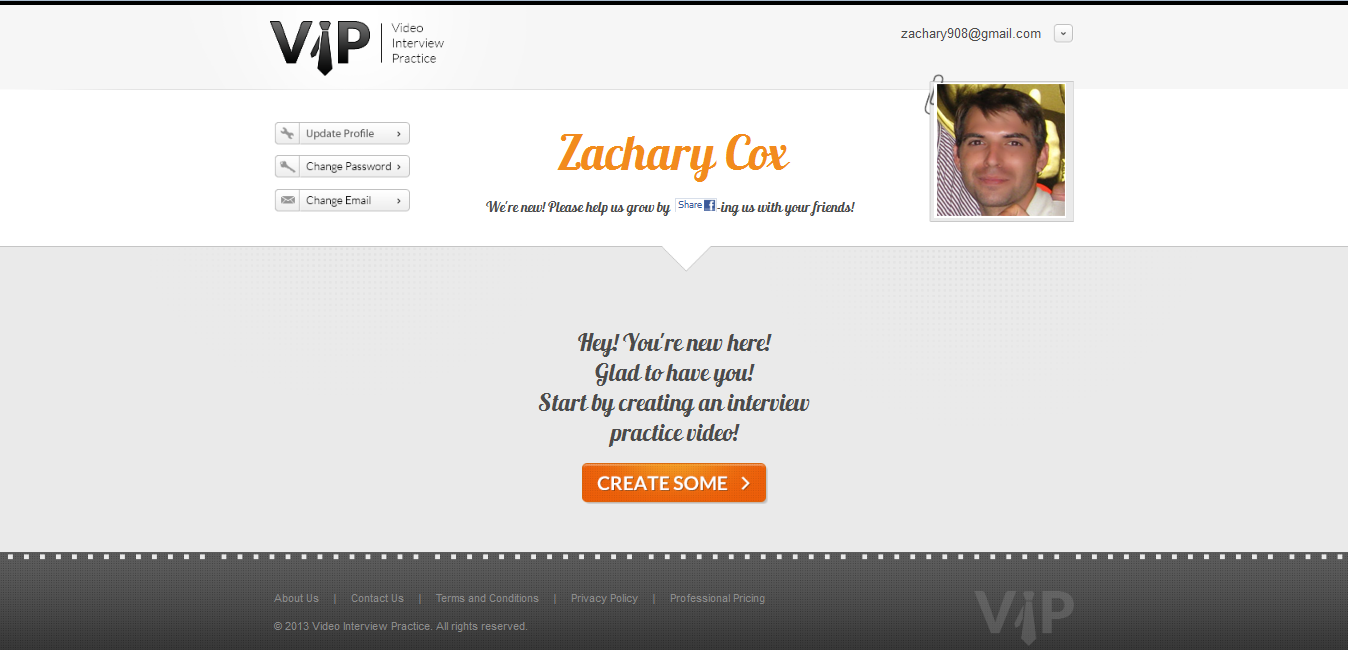 ViP
Video
Interview
Practice
zachary908@gmail.com
Update Profile
Change Password
Change Email
Zachary Cox
We're new! Please help us grow by Share f -ing us with your friends!
Hey! You're new here!
Glad to have you!
Start by creating an interview
practice video!
CREATE SOME
About Us | Contact Us | Terms and Conditions | Privacy Policy | Professional Pricing
© 2013 Video Interview Practice. All rights reserved.
ViP